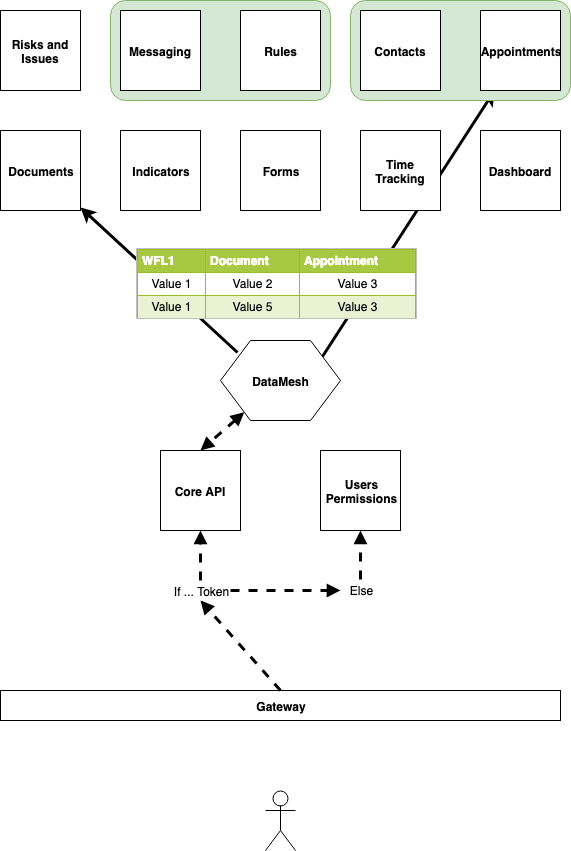 Risks and
Issues
Messaging
Rules
Contacts
Appointments
Documents
Indicators
Forms
Time
Tracking
Dashboard
WFL1 Document Appointment
Value 1 Value 2 Value 3
Value 1 Value 5 Value 3
DataMesh
Core API
Users
Permissions
If ... Token
Else
Gateway